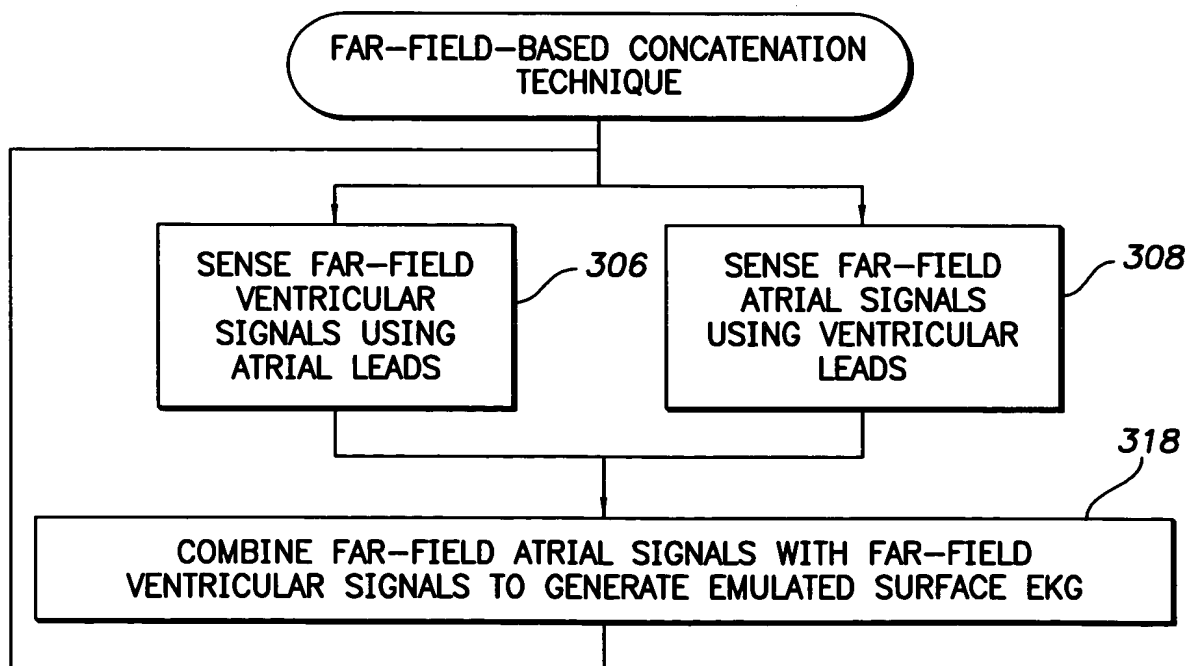 FAR-FIELD-BASED CONCATENATION
TECHNIQUE
SENSE FAR-FIELD
VENTRICULAR
SIGNALS USING
ATRIAL LEADS
306
SENSE FAR-FIELD
ATRIAL SIGNALS
USING VENTRICULAR
LEADS
308
318
COMBINE FAR-FIELD ATRIAL SIGNALS WITH FAR-FIELD
VENTRICULAR SIGNALS TO GENERATE EMULATED SURFACE EKG